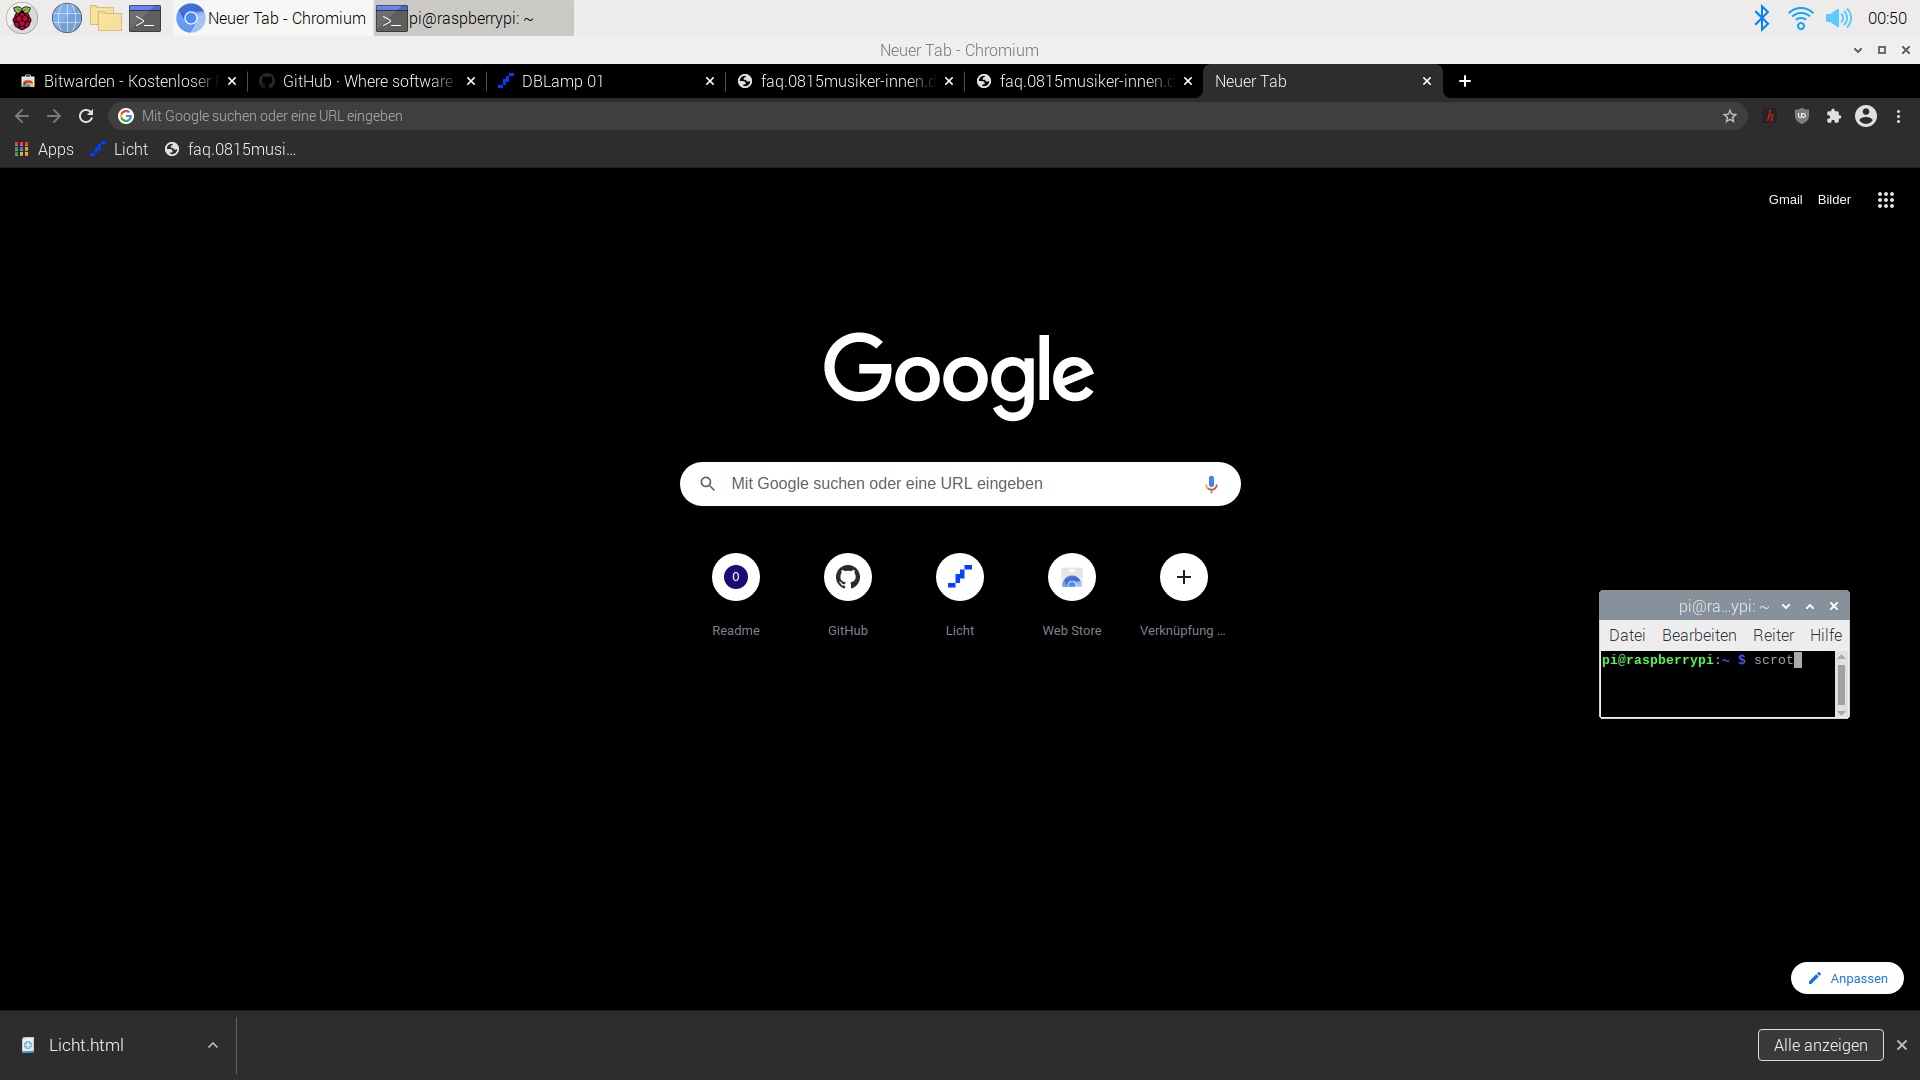 Neuer Tab - Chromium
pi@raspberrypi: ~
00:50
Neuer Tab - Chromium
Bitwarden - Kostenloser
GitHub · Where software
DBLamp 01
faq.0815musiker-innen.d
faq.0815musiker-innen.d
Neuer Tab
Mit Google suchen oder eine URL eingeben
Apps
Licht
faq.0815musi...
Gmail
Bilder
Google
Mit Google suchen oder eine URL eingeben
0
Readme
GitHub
Licht
Web Store
Verknüpfung ...
pi@ra...ypi: ~
Datei Bearbeiten Reiter Hilfe
pi@raspberrypi:~ $ scrot
Anpassen
Licht.html
Alle anzeigen